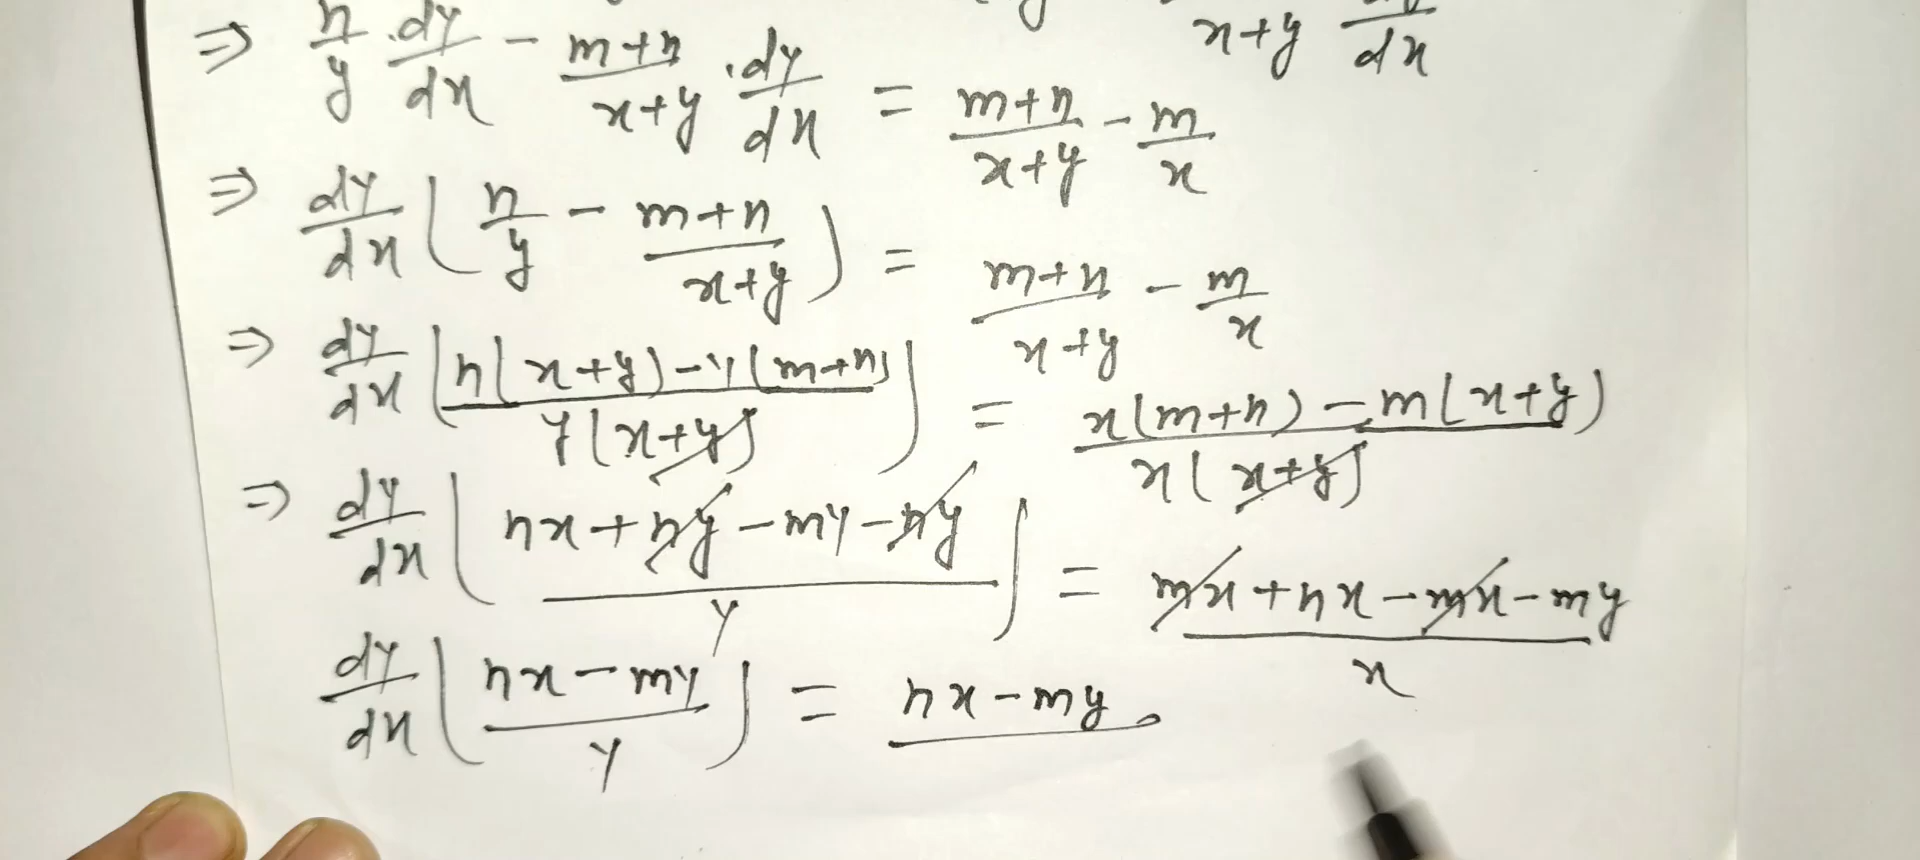 ⇒ n/y · dy/dx − (m+n)/(x+y) · dy/dx = (m+n)/(x+y) − m/x
⇒ dy/dx ( n/y − (m+n)/(x+y) ) = (m+n)/(x+y) − m/x
⇒ dy/dx ( (n(x+y) − y(m+n)) / (y(x+y)) ) = (x(m+n) − m(x+y)) / (x(x+y))
⇒ dy/dx ( (nx + ny − my − ny) / y ) = (mx + nx − mx − my) / x
dy/dx ( (nx − my) / y ) = nx − my